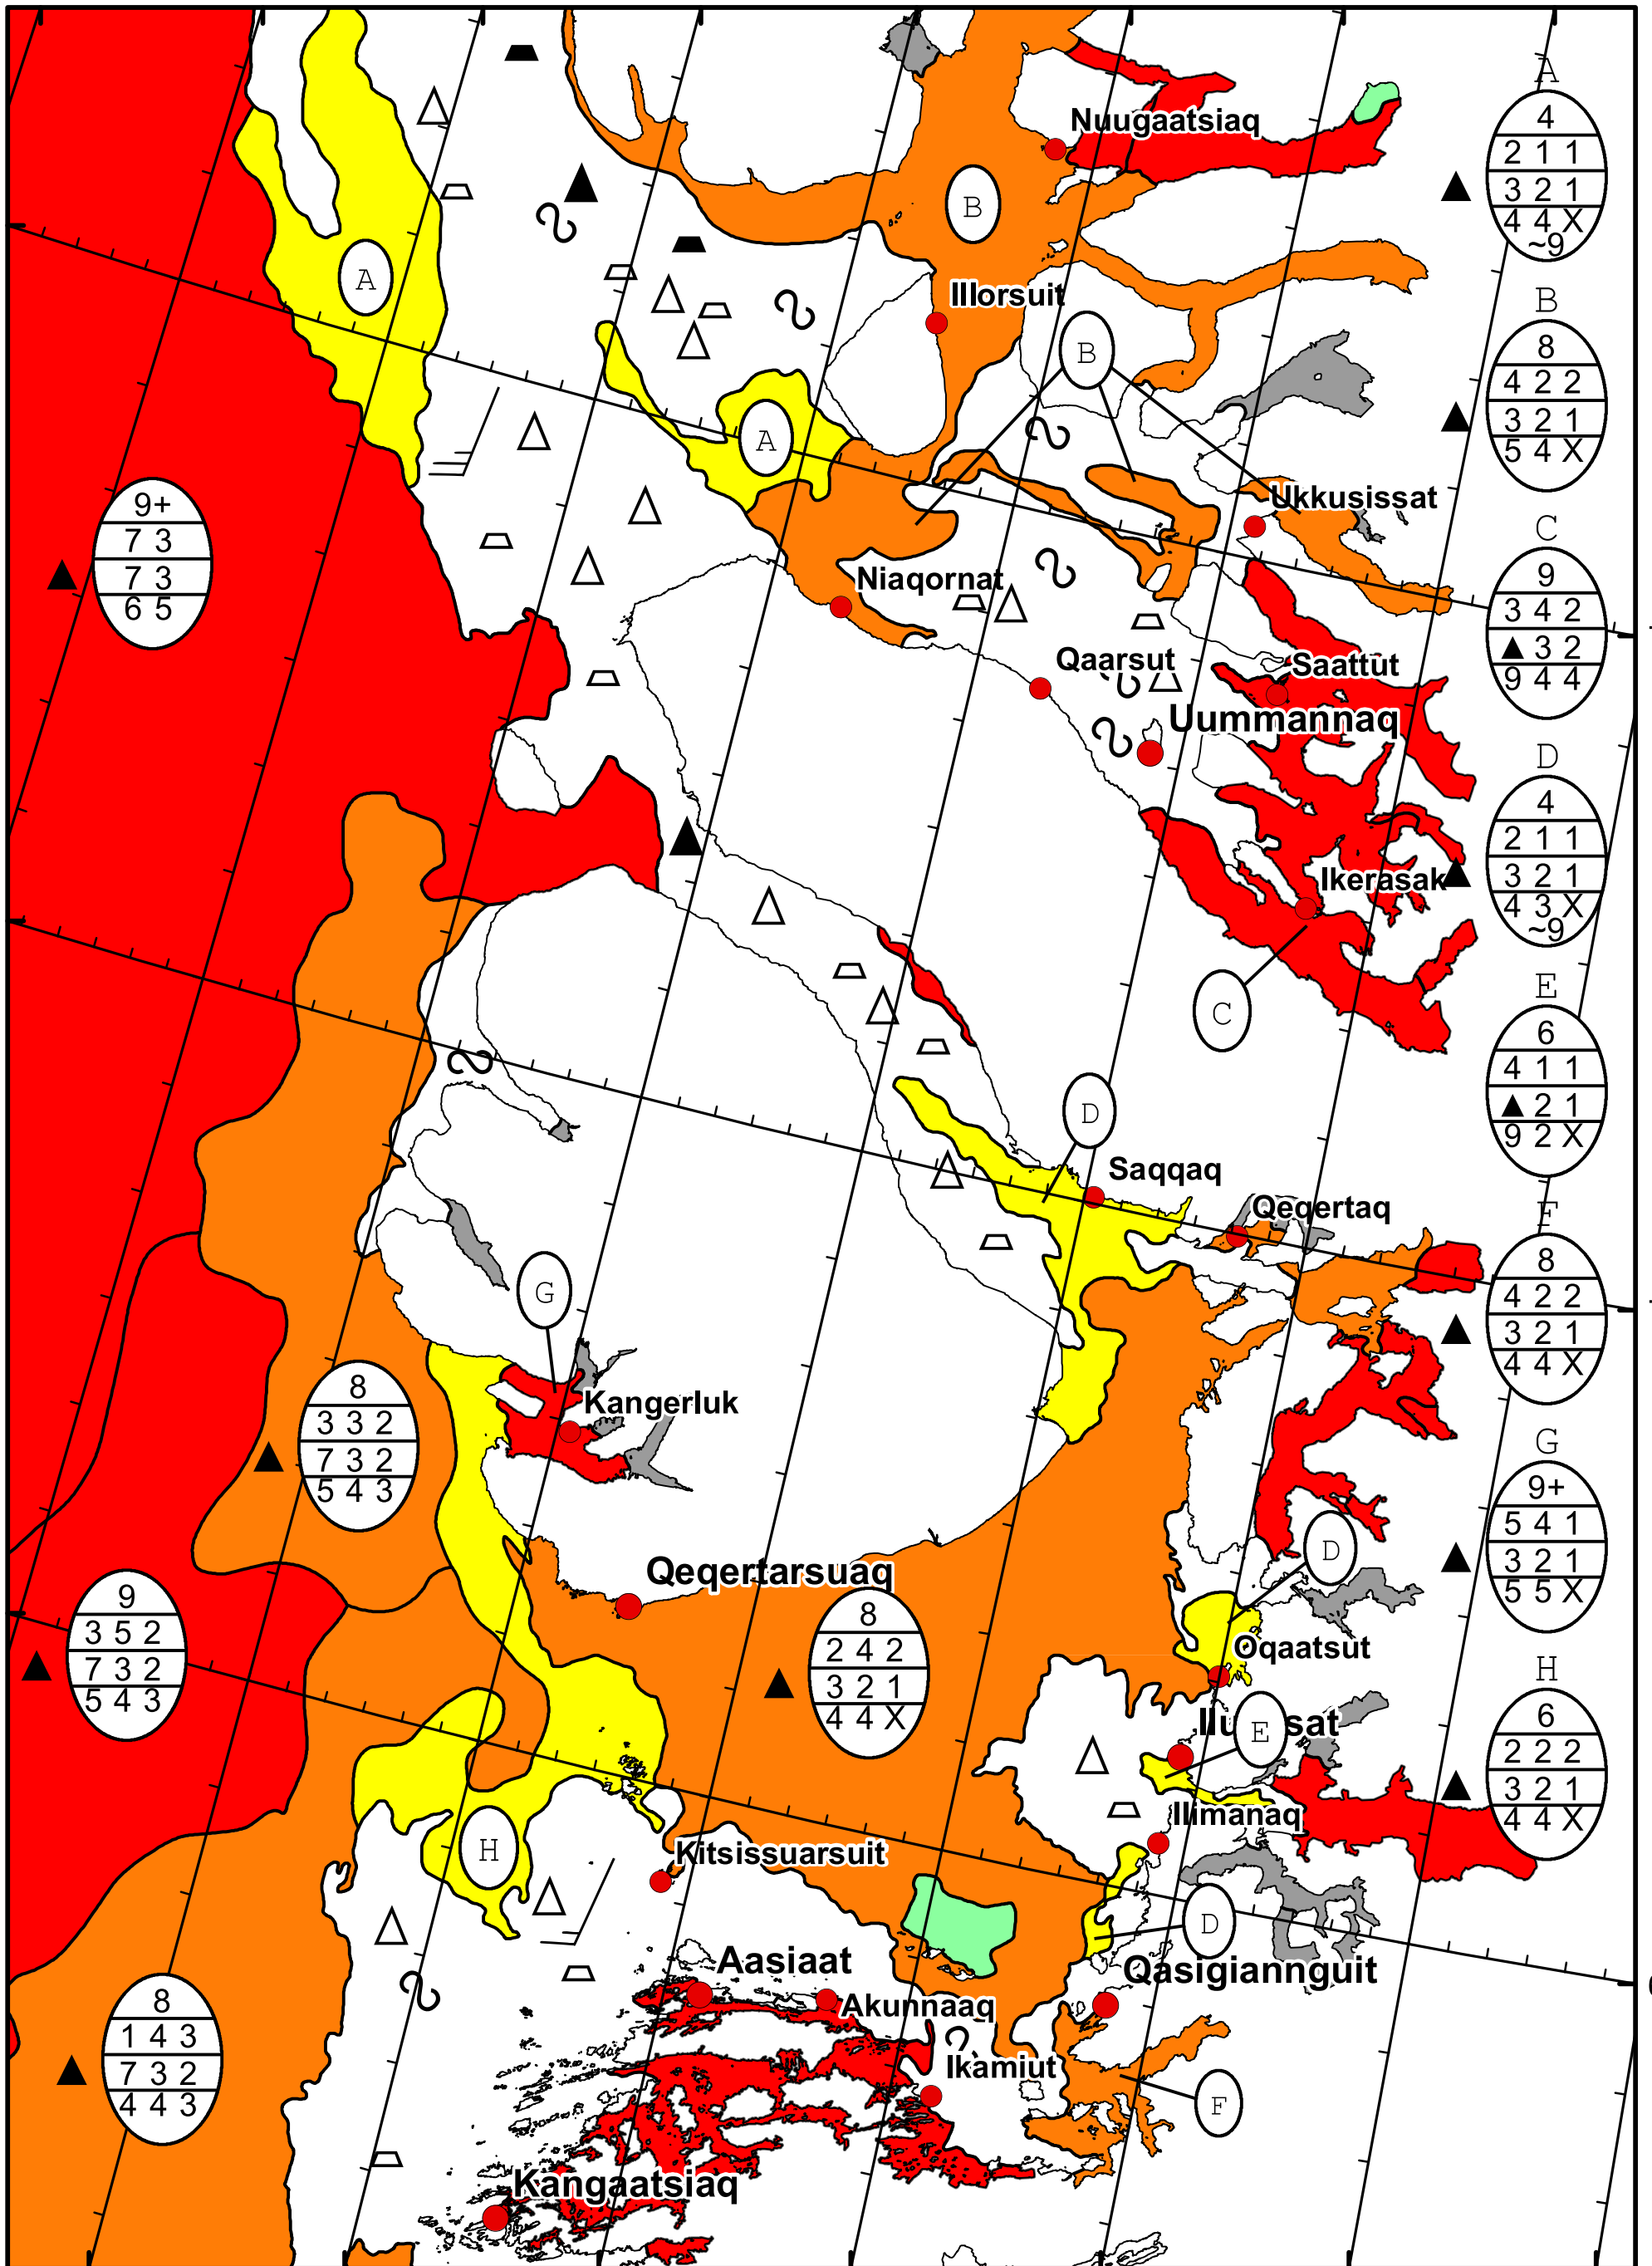 Nuugaatsiaq
A
4
2 1 1
3 2 1
4 4 X
~9
B
A
Illorsuit
B
8
4 2 2
3 2 1
5 4 X
B
A
9+
7 3
7 3
6 5
Ukkusissat
C
9
3 4 2
3 2
9 4 4
Niaqornat
Qaarsut
Saattut
Uummannaq
D
4
2 1 1
3 2 1
4 3 X
~9
Ikerasak
C
E
6
4 1 1
2 1
9 2 X
D
Saqqaq
Qeqertaq
F
8
4 2 2
3 2 1
4 4 X
G
Kangerluk
8
3 3 2
7 3 2
5 4 3
G
9+
5 4 1
3 2 1
5 5 X
D
Qeqertarsuaq
9
3 5 2
7 3 2
5 4 3
8
2 4 2
3 2 1
4 4 X
Oqaatsut
H
6
2 2 2
3 2 1
4 4 X
E
Ilimanaq
H
Kitsissuarsuit
D
Aasiaat
Qasigiannguit
8
1 4 3
7 3 2
4 4 3
Akunnaaq
Ikamiut
F
Kangaatsiaq